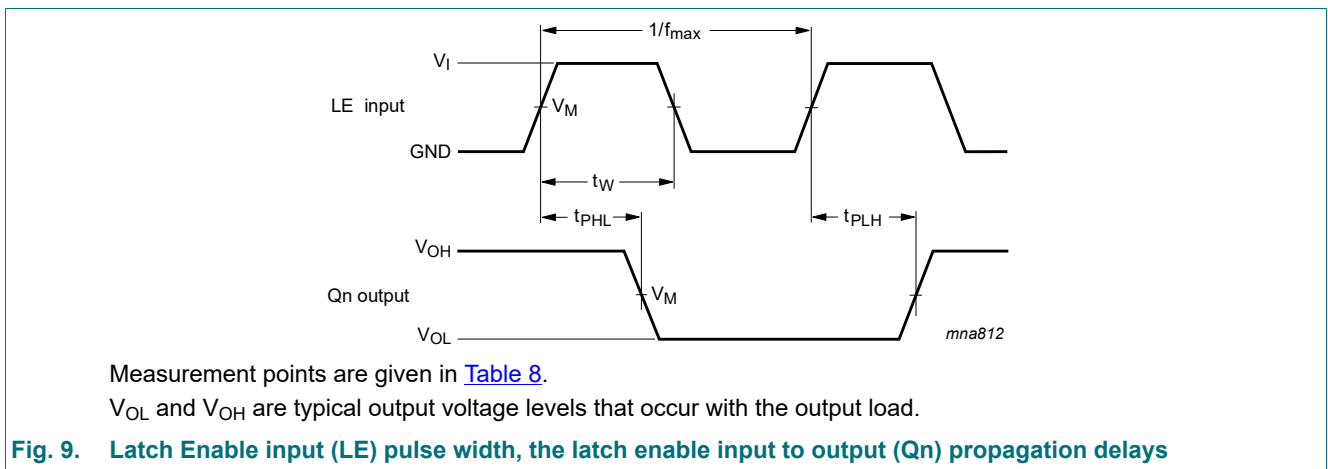 1/fmax
VI
LE input
VM
GND
tW
tPHL
tPLH
VOH
Qn output
VM
VOL
mna812
Measurement points are given in Table 8.
VOL and VOH are typical output voltage levels that occur with the output load.
Fig. 9. Latch Enable input (LE) pulse width, the latch enable input to output (Qn) propagation delays